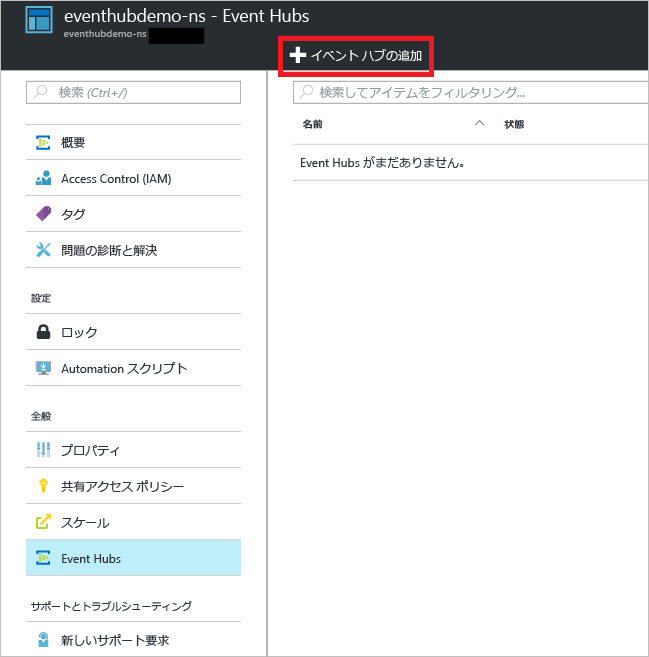 eventhubdemo-ns - Event Hubs
eventhubdemo-ns
イベント ハブの追加
検索 (Ctrl+/)
概要
Access Control (IAM)
タグ
問題の診断と解決
設定
ロック
Automation スクリプト
全般
プロパティ
共有アクセス ポリシー
スケール
Event Hubs
サポートとトラブルシューティング
新しいサポート要求
検索してアイテムをフィルタリング...
名前
状態
Event Hubs がまだありません。